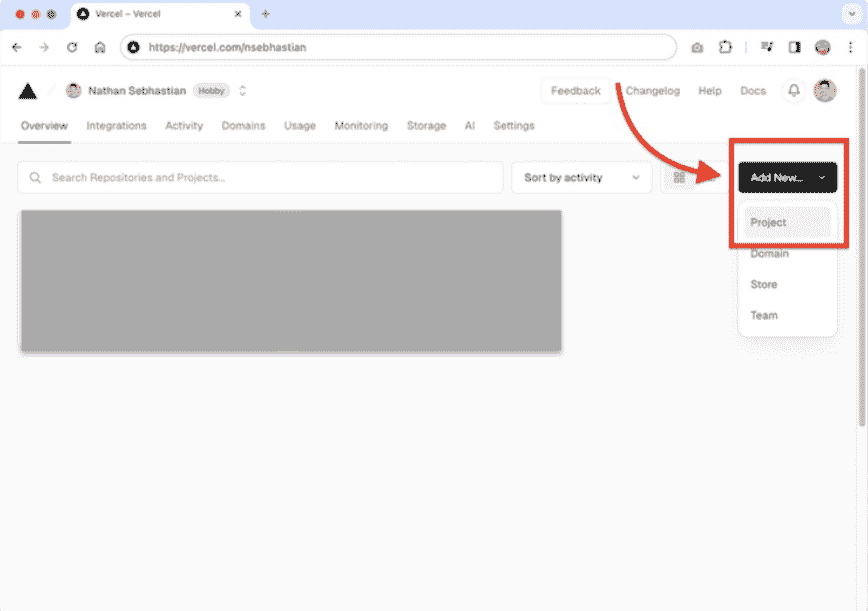 Vercel – Vercel
https://vercel.com/nsebhastian
Nathan Sebhastian Hobby Feedback Changelog Help Docs
Overview Integrations Activity Domains Usage Monitoring Storage AI Settings
Search Repositories and Projects... Sort by activity Add New...
Project
Domain
Store
Team